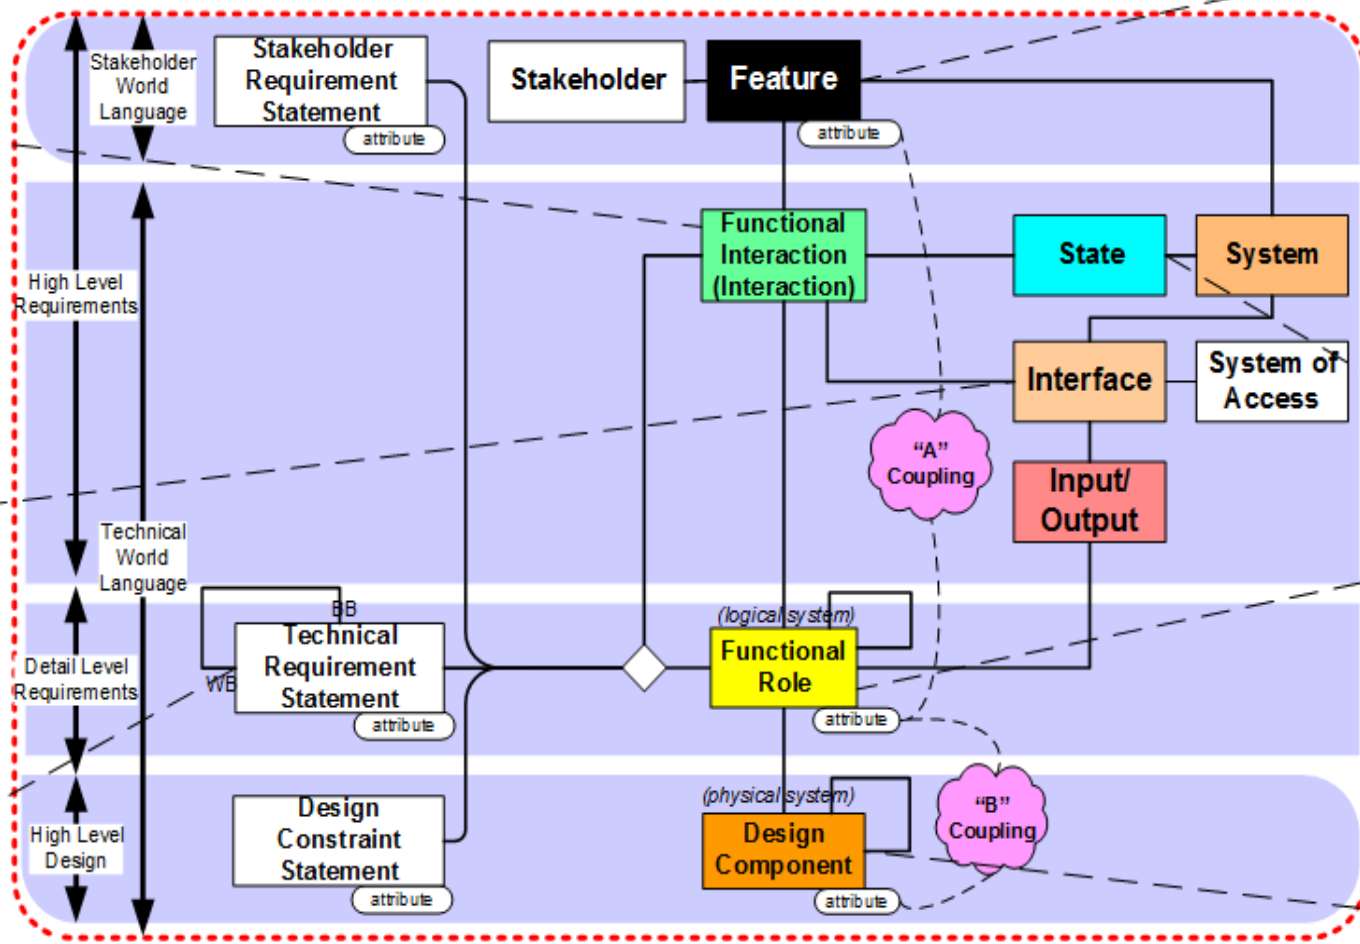 Stakeholder
World
Language
Stakeholder
Requirement
Statement
attribute
Stakeholder
Feature
attribute
High Level
Requirements
Functional
Interaction
(Interaction)
State
System
Interface
System of
Access
“A”
Coupling
Input/
Output
Technical
World
Language
BB
Technical
Requirement
Statement
WB
attribute
(logical system)
Functional
Role
attribute
Detail Level
Requirements
High Level
Design
Design
Constraint
Statement
attribute
(physical system)
Design
Component
attribute
“B”
Coupling